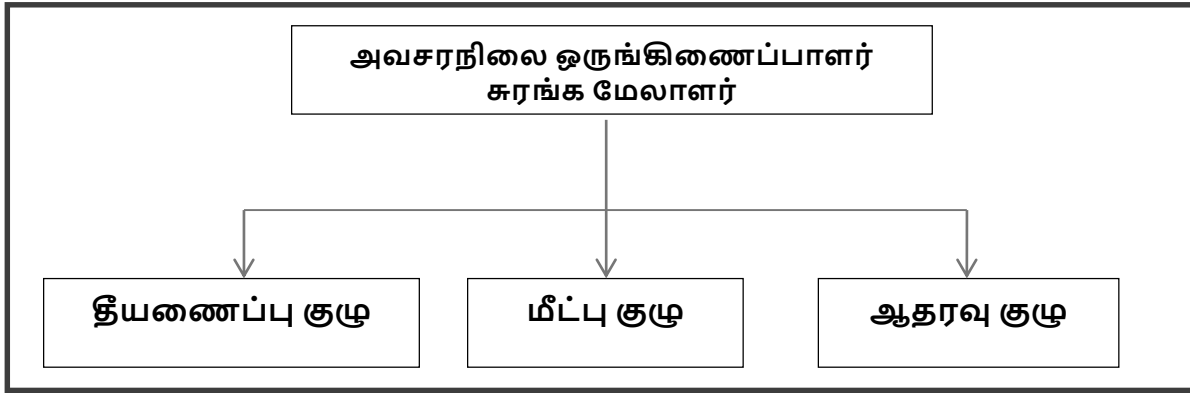 அவசரநிலை ஒருங்கிணைப்பாளர்
சுரங்க மேலாளர்
தீயணைப்பு குழு
மீட்பு குழு
ஆதரவு குழு